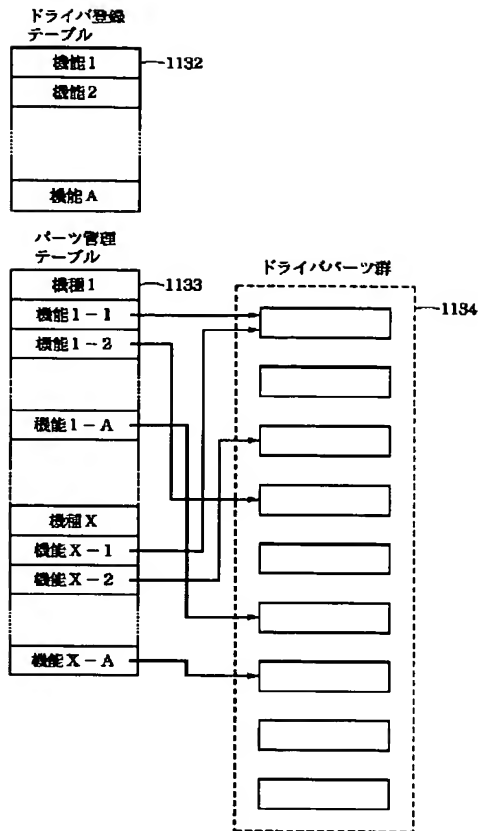 ドライバ登録
テーブル
機能1
1132
機能2
機能A
パーツ管理
テーブル
機種1
1133
機能1-1
機能1-2
機能1-A
機種X
機能X-1
機能X-2
機能X-A
ドライバパーツ群
1134